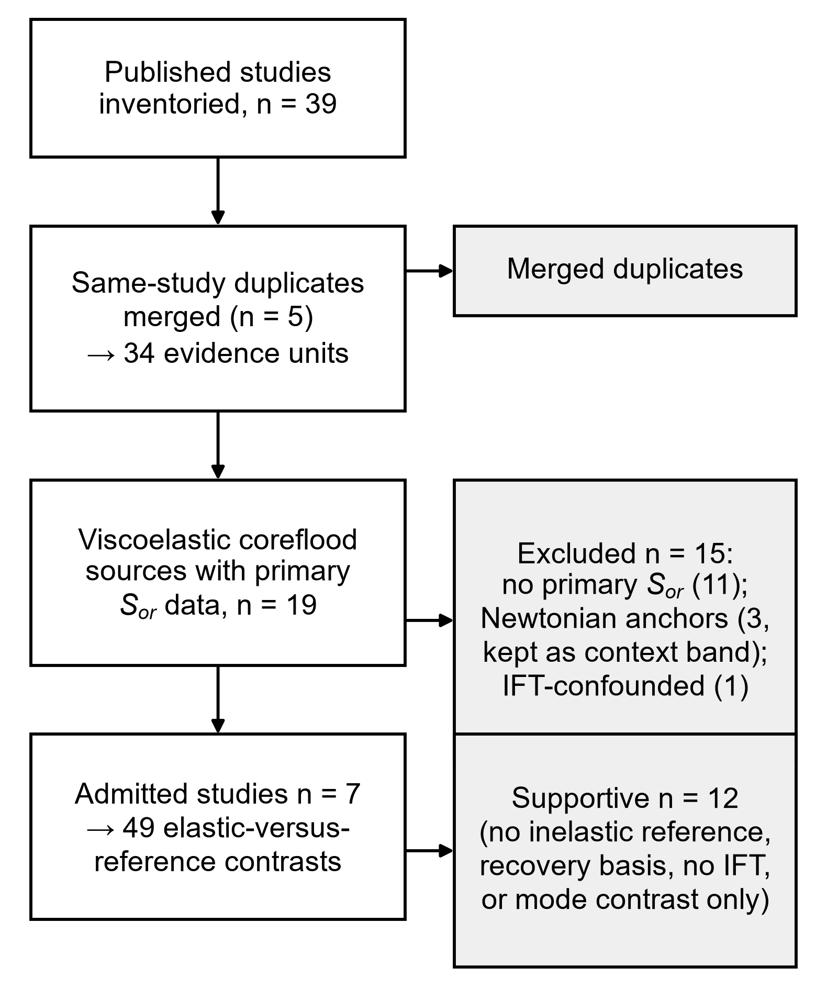 Published studies
inventoried, n = 39
Same-study duplicates
merged (n = 5)
→ 34 evidence units
Merged duplicates
Viscoelastic coreflood
sources with primary
Sor data, n = 19
Excluded n = 15:
no primary Sor (11);
Newtonian anchors (3,
kept as context band);
IFT-confounded (1)
Admitted studies n = 7
→ 49 elastic-versus-
reference contrasts
Supportive n = 12
(no inelastic reference,
recovery basis, no IFT,
or mode contrast only)